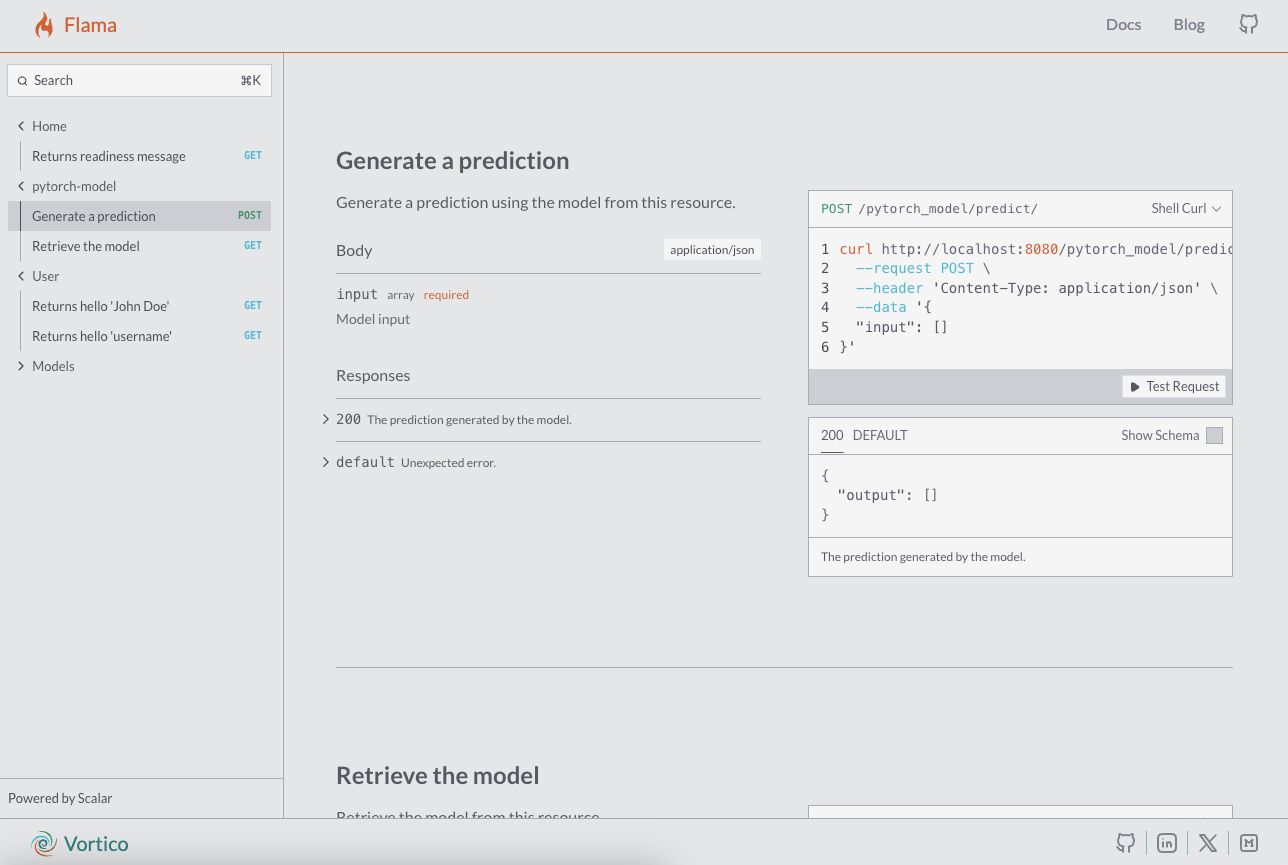 Flama
Docs
Blog
Search
⌘K
Home
Returns readiness message
GET
pytorch-model
Generate a prediction
POST
Retrieve the model
GET
User
Returns hello 'John Doe'
GET
Returns hello 'username'
GET
Models
Powered by Scalar
Generate a prediction
Generate a prediction using the model from this resource.
Body
application/json
input array required
Model input
Responses
200 The prediction generated by the model.
default Unexpected error.
POST /pytorch_model/predict/
Shell Curl
1 curl http://localhost:8080/pytorch_model/predic
2   --request POST \
3   --header 'Content-Type: application/json' \
4   --data '{
5   "input": []
6 }'
Test Request
200 DEFAULT
Show Schema
{
  "output": []
}
The prediction generated by the model.
Retrieve the model
Retrieve the model from this resource
Vortico